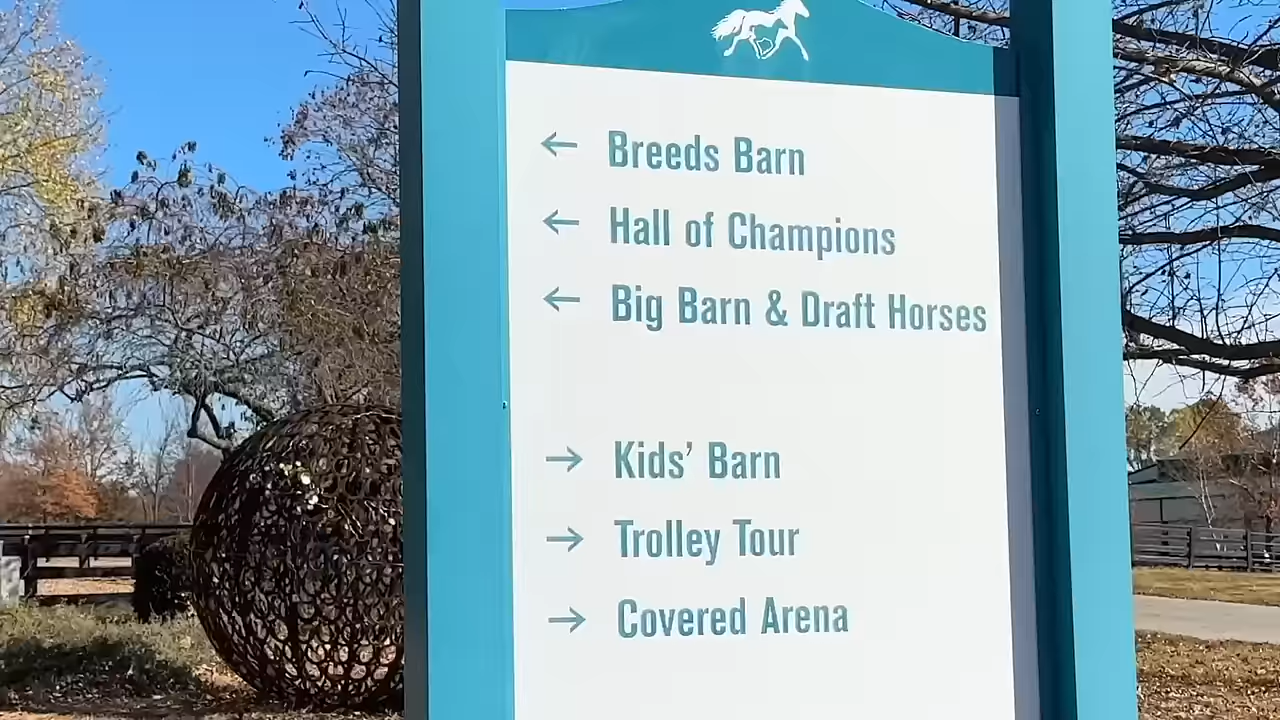 ← Breeds Barn
← Hall of Champions
← Big Barn & Draft Horses
→ Kids’ Barn
→ Trolley Tour
→ Covered Arena